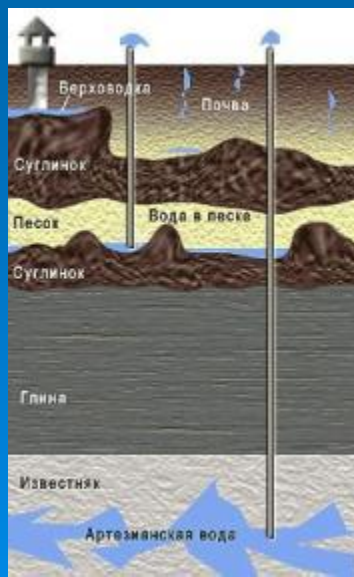 Верховодка
Почва
Суглинок
Песок
Вода в песке
Суглинок
Глина
Известняк
Артезианская вода